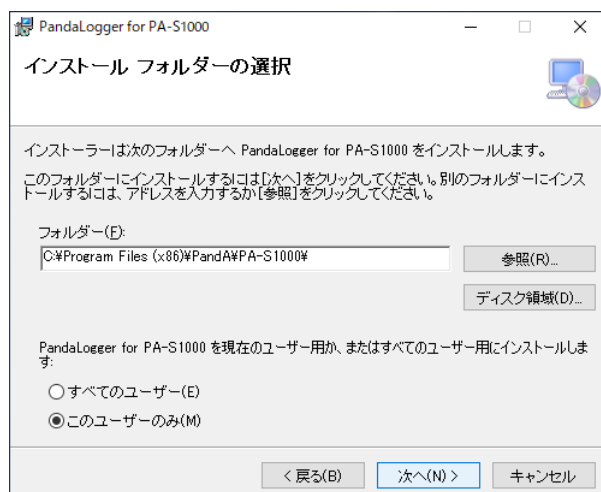 PandaLogger for PA-S1000
インストール フォルダーの選択
インストーラーは次のフォルダーへ PandaLogger for PA-S1000 をインストールします。
このフォルダーにインストールするには[次へ]をクリックしてください。別のフォルダーにインス
トールするには、アドレスを入力するか[参照]をクリックしてください。
フォルダー(F):
C:¥Program Files (x86)¥PandA¥PA-S1000¥
参照(R)...
ディスク領域(D)...
PandaLogger for PA-S1000 を現在のユーザー用か、またはすべてのユーザー用にインストールしま
す:
すべてのユーザー(E)
このユーザーのみ(M)
< 戻る(B)
次へ(N) >
キャンセル